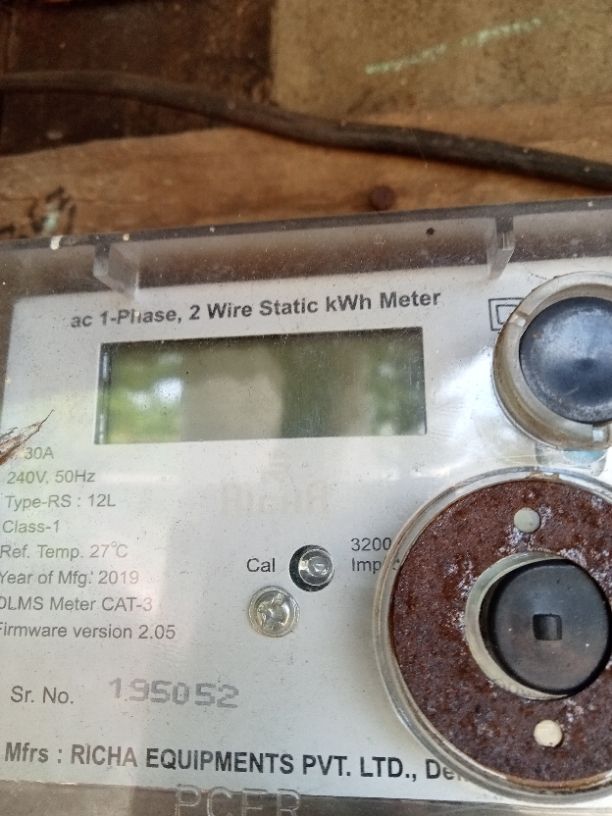 ac 1-Phase, 2 Wire Static kWh Meter
30A
240V, 50Hz
Type-RS : 12L
Class-1
Ref. Temp. 27°C
Year of Mfg. 2019
DLMS Meter CAT-3
Firmware version 2.05
Cal
3200
Imp
Sr. No. 195052
Mfrs : RICHA EQUIPMENTS PVT. LTD.,